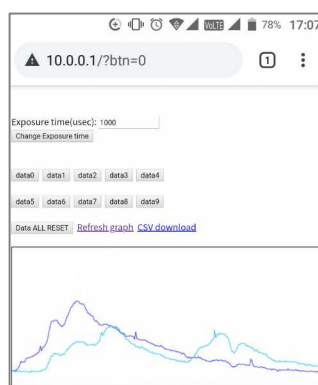 VoLTE 78% 17:07
10.0.0.1/?btn=0 1
Exposure time(usec): 1000
Change Exposure time
data0 data1 data2 data3 data4
data5 data6 data7 data8 data9
Data ALL RESET Refresh graph CSV download